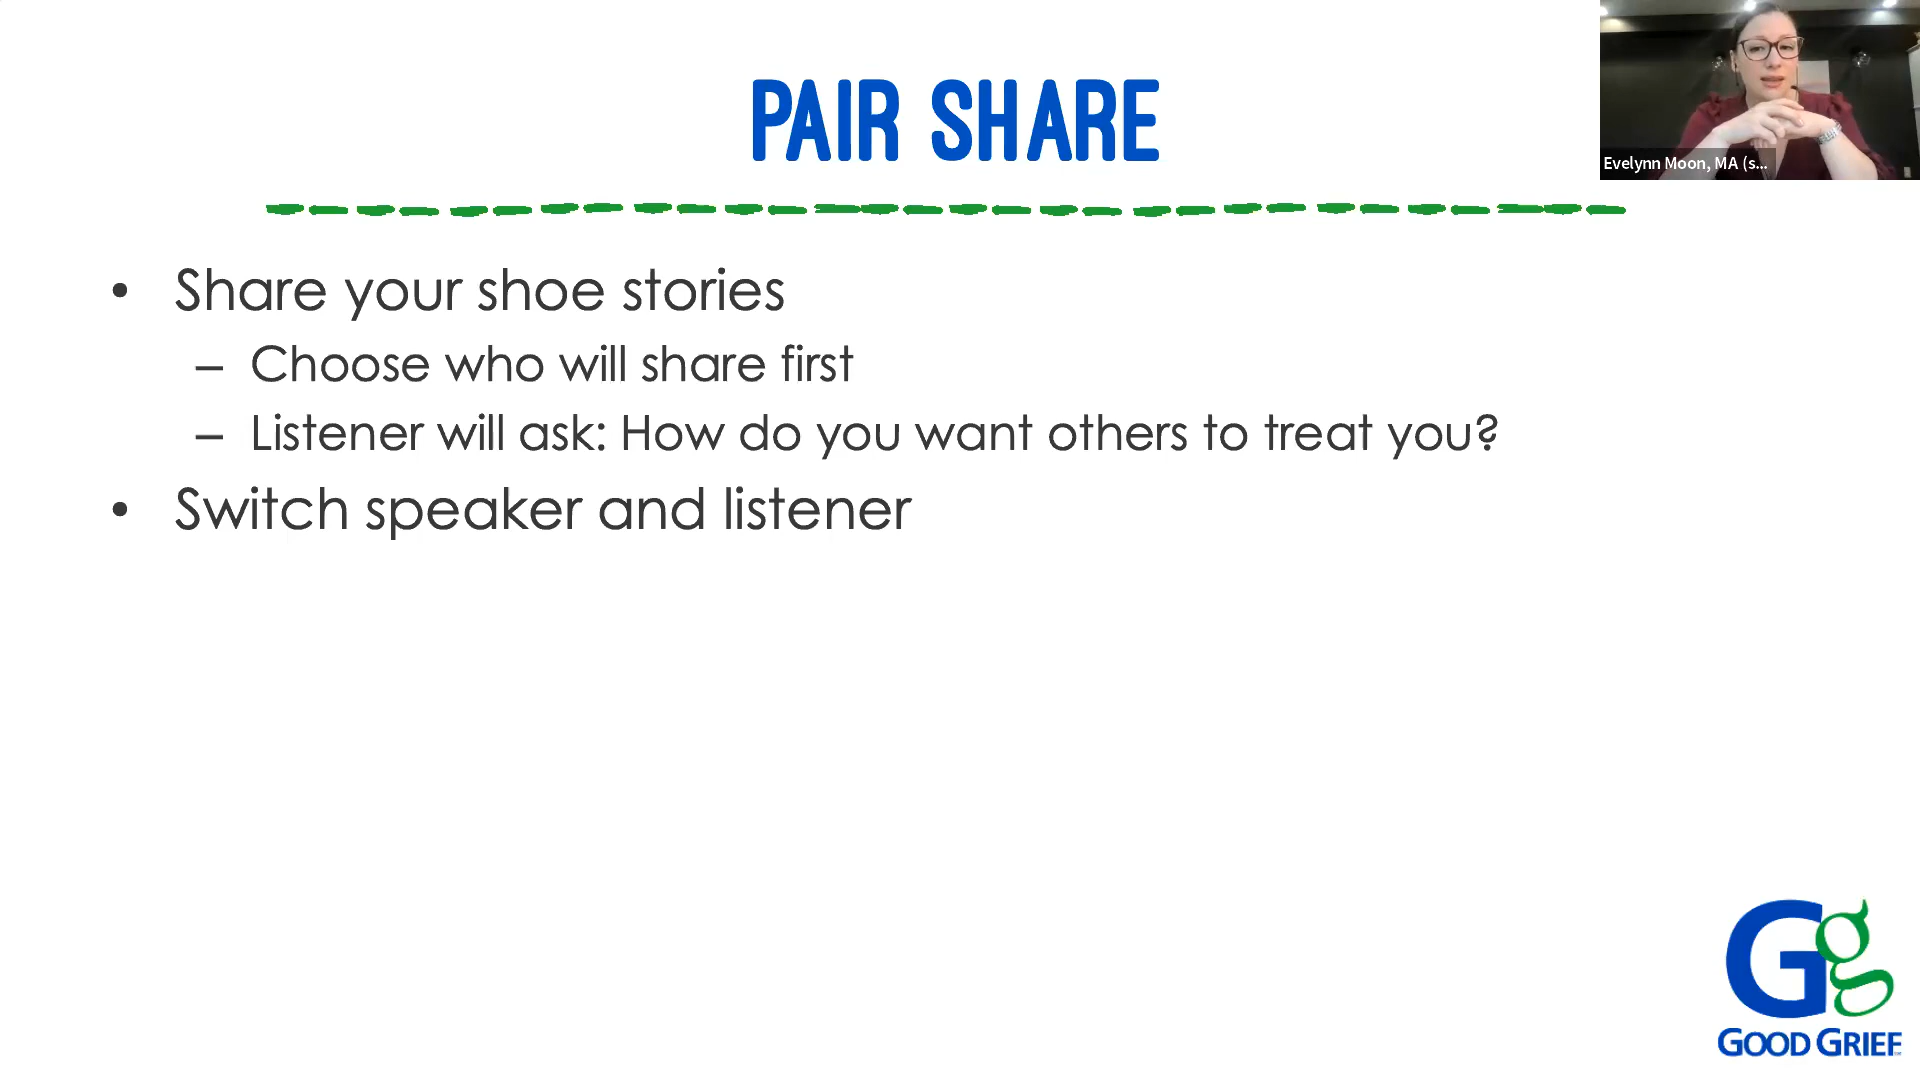 PAIR SHARE
Evelynn Moon, MA (s...
• Share your shoe stories
– Choose who will share first
– Listener will ask: How do you want others to treat you?
• Switch speaker and listener
Gg
GOOD GRIEF